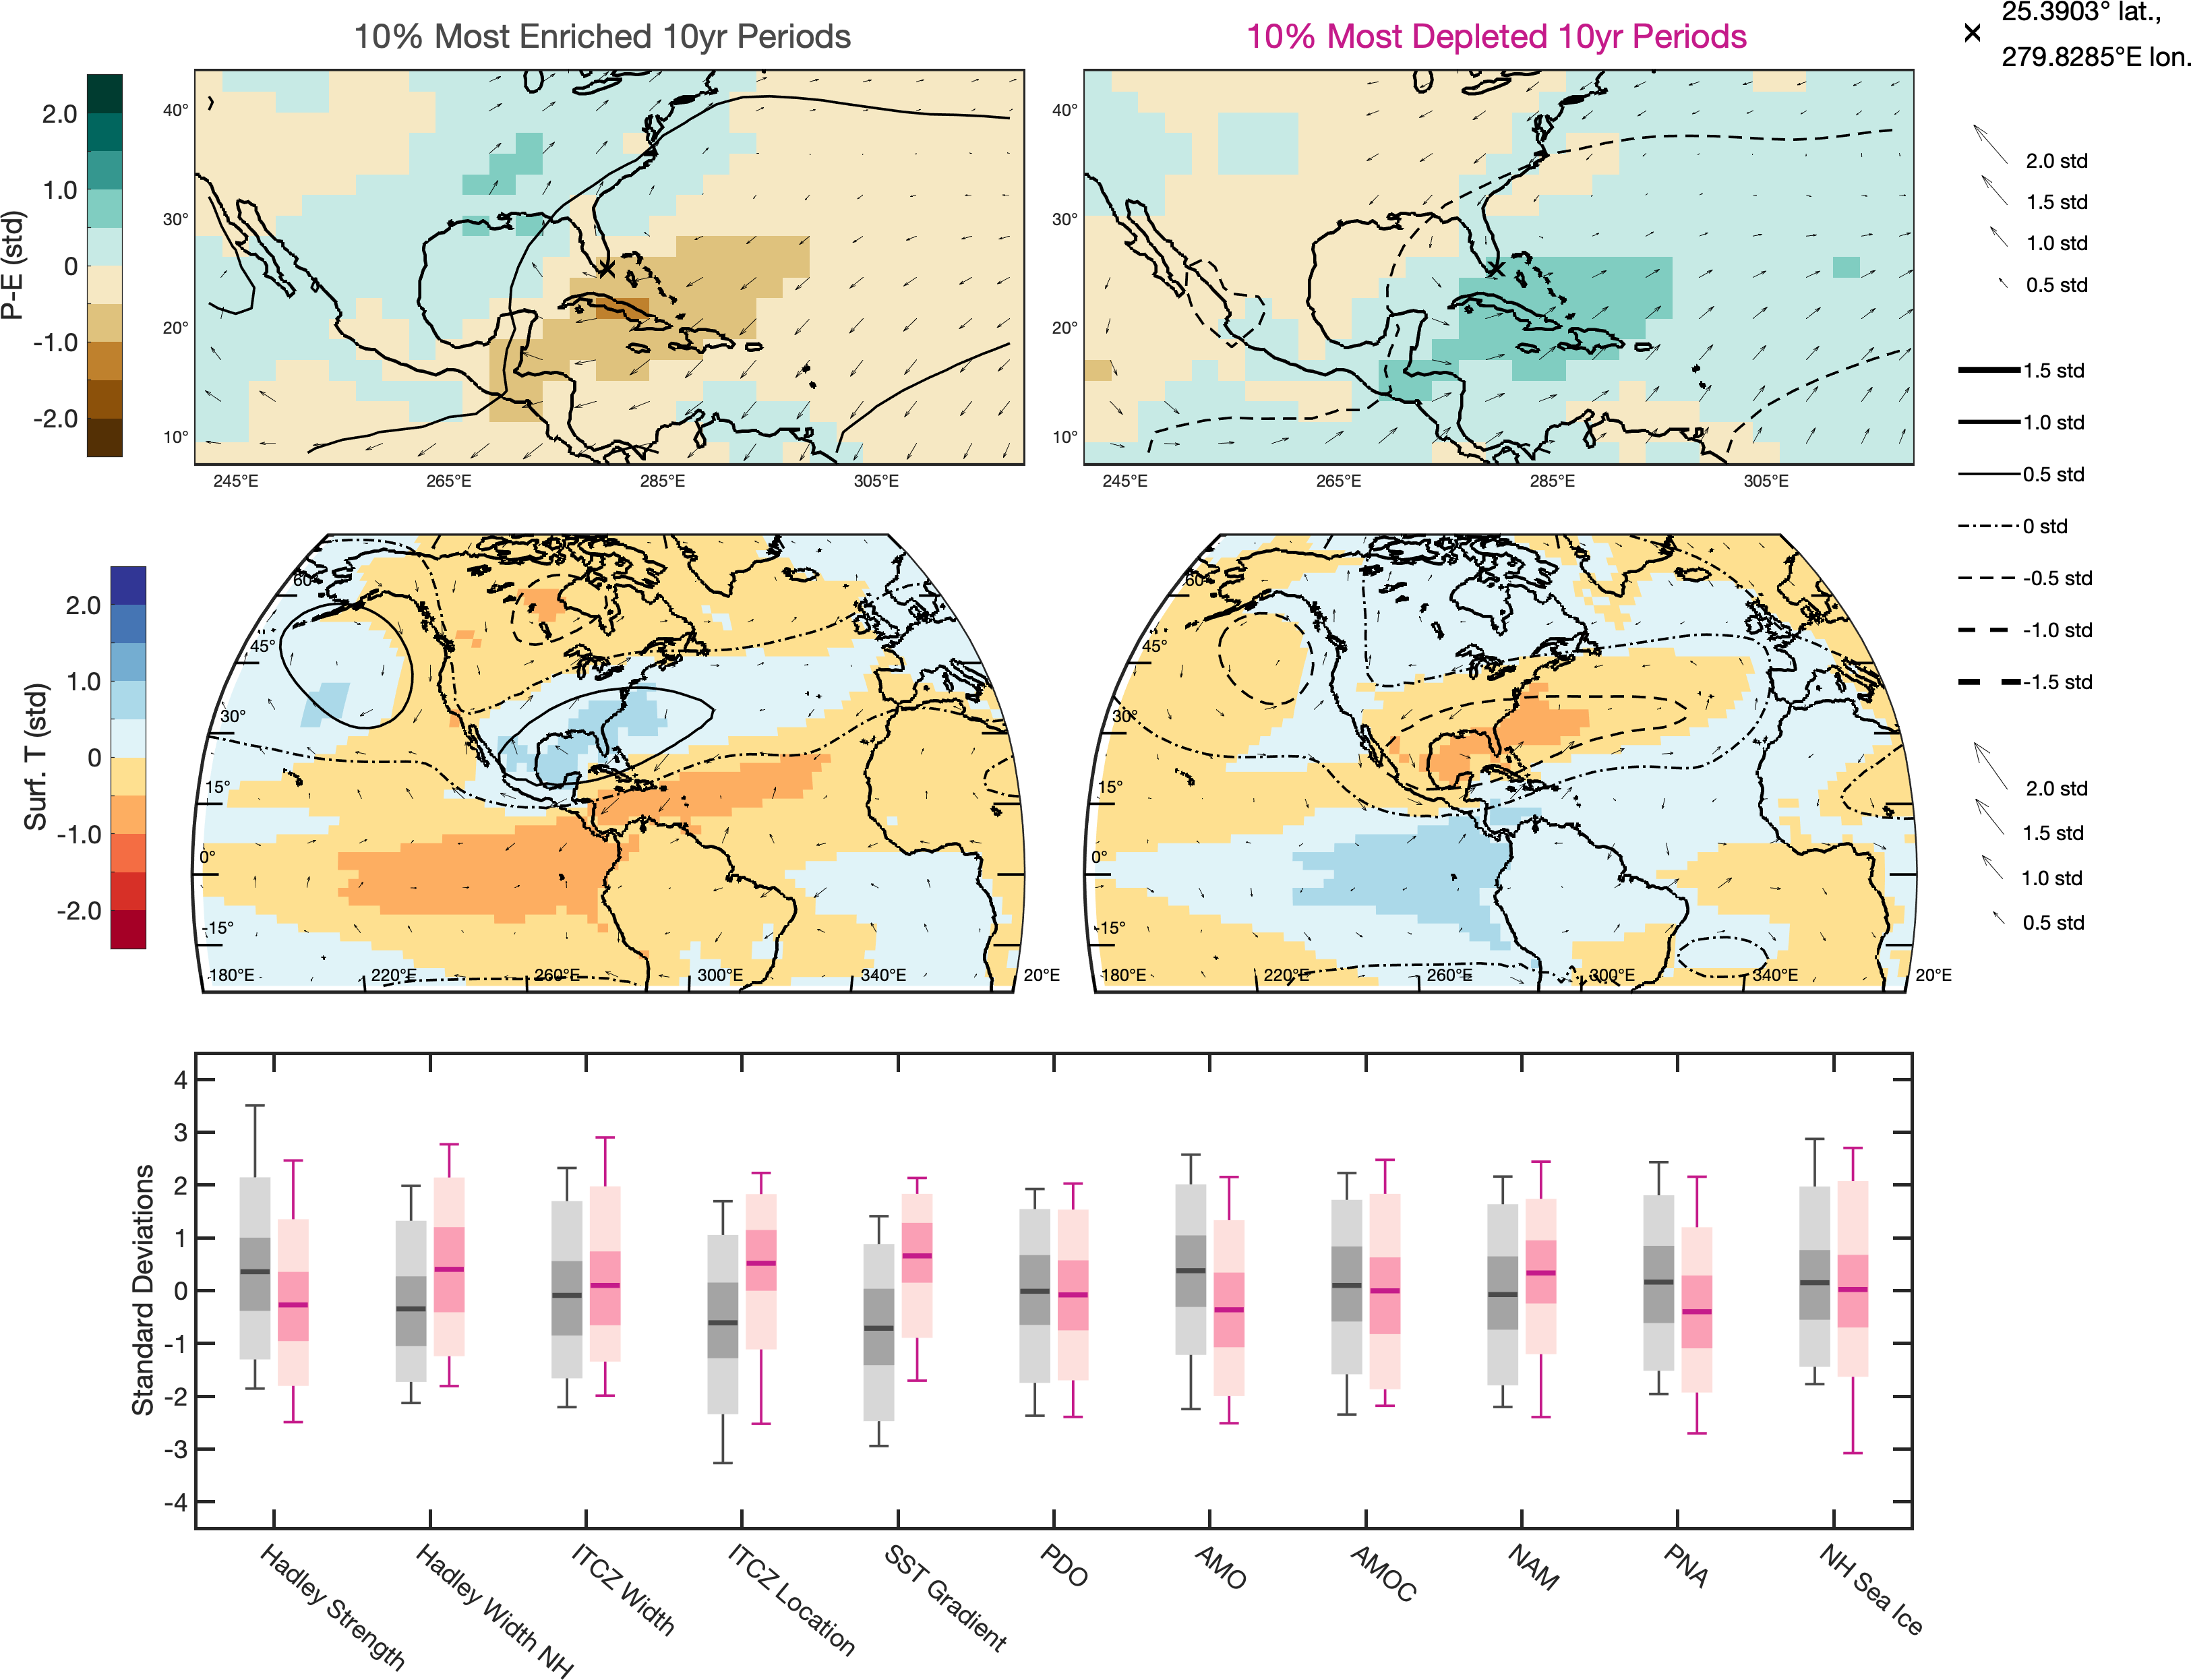 10% Most Enriched 10yr Periods
10% Most Depleted 10yr Periods
25.3903° lat.,
279.8285°E lon.
P-E (std)
2.0
1.0
0
-1.0
-2.0
40°
30°
20°
10°
245°E
265°E
285°E
305°E
40°
30°
20°
10°
245°E
265°E
285°E
305°E
2.0 std
1.5 std
1.0 std
0.5 std
1.5 std
1.0 std
0.5 std
0 std
-0.5 std
-1.0 std
-1.5 std
Surf. T (std)
2.0
1.0
0
-1.0
-2.0
60°
45°
30°
15°
0°
-15°
180°E
220°E
260°E
300°E
340°E
20°E
60°
45°
30°
15°
0°
-15°
180°E
220°E
260°E
300°E
340°E
20°E
2.0 std
1.5 std
1.0 std
0.5 std
Standard Deviations
4
3
2
1
0
-1
-2
-3
-4
Hadley Strength
Hadley Width NH
ITCZ Width
ITCZ Location
SST Gradient
PDO
AMO
AMOC
NAM
PNA
NH Sea Ice